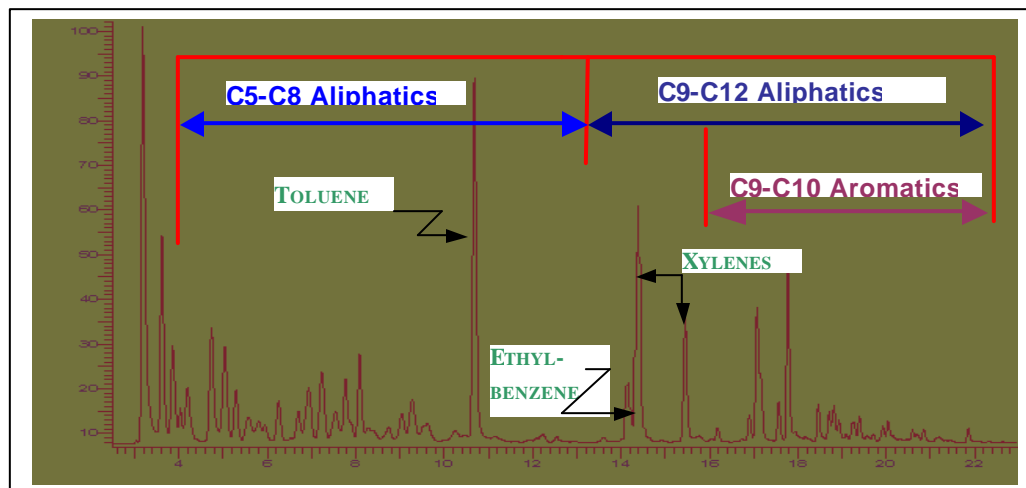 100
C5-C8 Aliphatics
C9-C12 Aliphatics
90
80
70
C9-C10 Aromatics
TOLUENE
60
XYLENES
50
40
30
ETHYL-
BENZENE
20
10
4 6 8 10 12 14 16 18 20 22